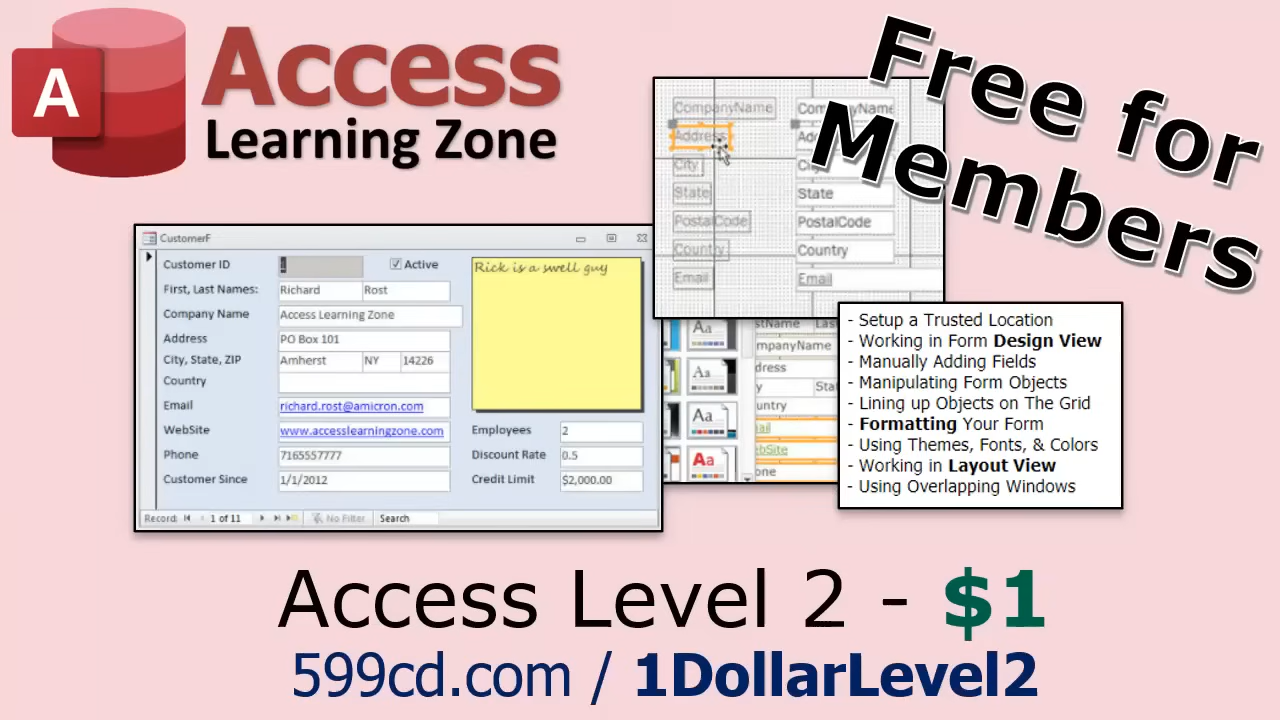 A
Access
Learning Zone
Free for
Members
CompanyName CompanyName
Address
City
State State
PostalCode PostalCode
Country Country
Email Email
CustomerF
Customer ID Active
First, Last Names: Richard Rost
Company Name Access Learning Zone
Address PO Box 101
City, State, ZIP Amherst NY 14226
Country
Email richard.rost@amicron.com
WebSite www.accesslearningzone.com
Phone 7165557777
Customer Since 1/1/2012
Rick is a swell guy
Employees 2
Discount Rate 0.5
Credit Limit $2,000.00
Record: 1 of 11 No Filter Search
Aa
Aa
Aa
Aa
- Setup a Trusted Location
- Working in Form Design View
- Manually Adding Fields
- Manipulating Form Objects
- Lining up Objects on The Grid
- Formatting Your Form
- Using Themes, Fonts, & Colors
- Working in Layout View
- Using Overlapping Windows
Access Level 2 - $1
599cd.com / 1DollarLevel2